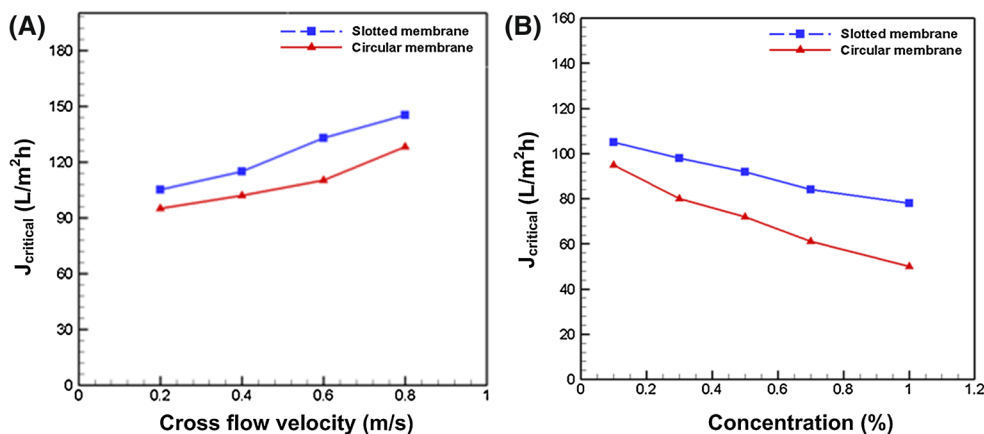 (A)
Slotted membrane
Circular membrane
180
150
120
90
60
30
0
J critical (L/m²h)
0 0.2 0.4 0.6 0.8 1
Cross flow velocity (m/s)
(B)
Slotted membrane
Circular membrane
160
140
120
100
80
60
40
20
0
J critical (L/m²h)
0 0.2 0.4 0.6 0.8 1 1.2
Concentration (%)